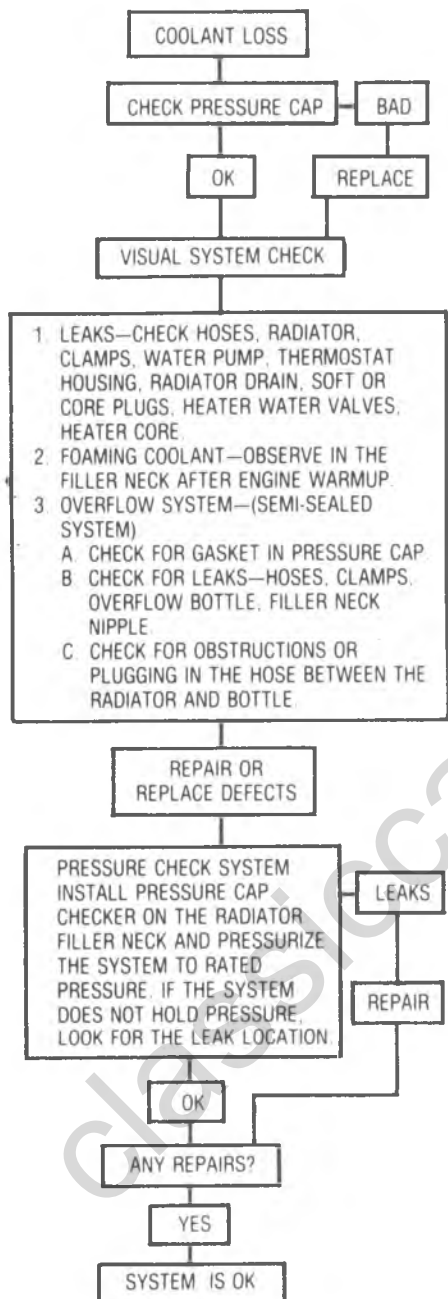 COOLANT LOSS
CHECK PRESSURE CAP
BAD
OK
REPLACE
VISUAL SYSTEM CHECK
1. LEAKS—CHECK HOSES, RADIATOR,
CLAMPS, WATER PUMP, THERMOSTAT
HOUSING, RADIATOR DRAIN, SOFT OR
CORE PLUGS, HEATER WATER VALVES,
HEATER CORE.
2. FOAMING COOLANT—OBSERVE IN THE
FILLER NECK AFTER ENGINE WARMUP.
3. OVERFLOW SYSTEM—(SEMI-SEALED
SYSTEM)
A. CHECK FOR GASKET IN PRESSURE CAP.
B. CHECK FOR LEAKS—HOSES, CLAMPS,
OVERFLOW BOTTLE, FILLER NECK
NIPPLE.
C. CHECK FOR OBSTRUCTIONS OR
PLUGGING IN THE HOSE BETWEEN THE
RADIATOR AND BOTTLE.
REPAIR OR
REPLACE DEFECTS
PRESSURE CHECK SYSTEM
INSTALL PRESSURE CAP
CHECKER ON THE RADIATOR
FILLER NECK AND PRESSURIZE
THE SYSTEM TO RATED
PRESSURE. IF THE SYSTEM
DOES NOT HOLD PRESSURE,
LOOK FOR THE LEAK LOCATION.
LEAKS
REPAIR
OK
ANY REPAIRS?
YES
SYSTEM IS OK
classicca